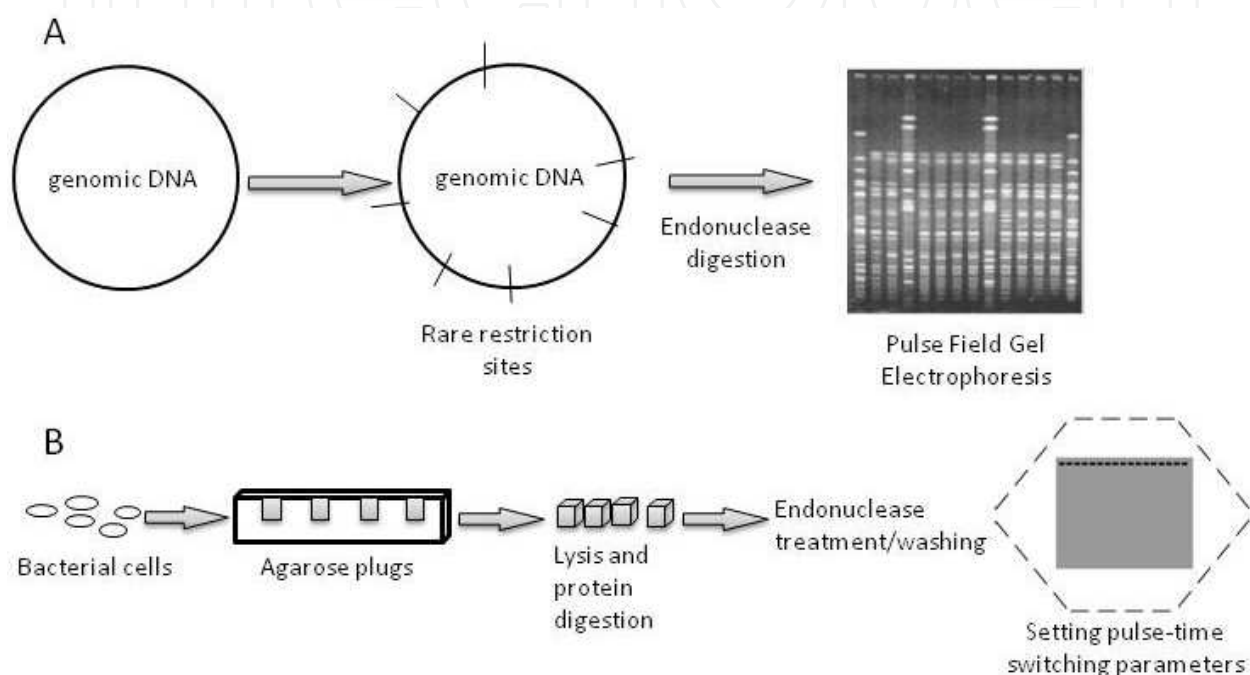 A
genomic DNA
genomic DNA
Endonuclease
digestion
Rare restriction
sites
Pulse Field Gel
Electrophoresis
B
Bacterial cells
Agarose plugs
Lysis and
protein
digestion
Endonuclease
treatment/washing
Setting pulse-time
switching parameters